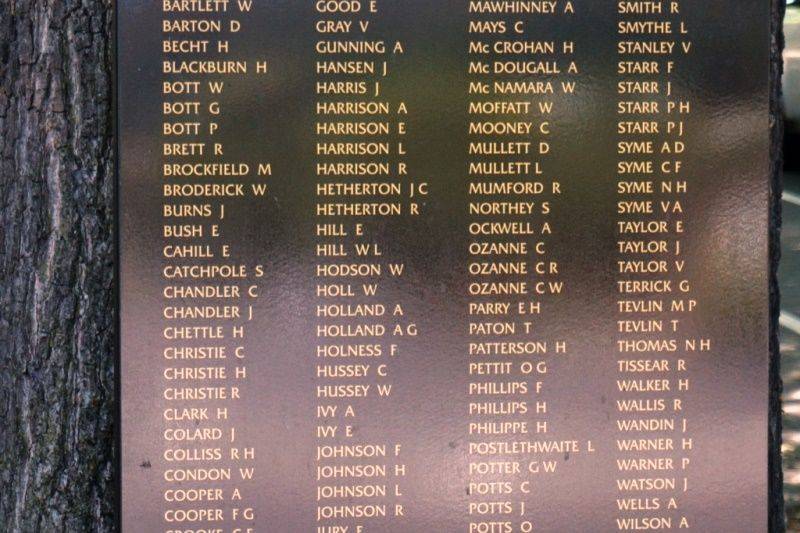 BARTLETT W
BARTON D
BECHT H
BLACKBURN H
BOTT W
BOTT G
BOTT P
BRETT R
BROCKFIELD M
BRODERICK W
BURNS J
BUSH E
CAHILL E
CATCHPOLE S
CHANDLER C
CHANDLER J
CHETTLE H
CHRISTIE C
CHRISTIE H
CHRISTIE R
CLARK H
COLARD J
COLLISS R H
CONDON W
COOPER A
COOPER F G
GOOD E
GRAY V
GUNNING A
HANSEN J
HARRIS J
HARRISON A
HARRISON E
HARRISON L
HARRISON R
HETHERTON J C
HETHERTON R
HILL E
HILL W L
HODSON W
HOLL W
HOLLAND A
HOLLAND A G
HOLNESS F
HUSSEY C
HUSSEY W
IVY A
IVY E
JOHNSON F
JOHNSON H
JOHNSON L
JOHNSON R
MAWHINNEY A
MAYS C
Mc CROHAN H
Mc DOUGALL A
Mc NAMARA W
MOFFATT W
MOONEY C
MULLETT D
MULLETT L
MUMFORD R
NORTHEY S
OCKWELL A
OZANNE C
OZANNE C R
OZANNE C W
PARRY E H
PATON T
PATTERSON H
PETTIT O G
PHILLIPS F
PHILLIPS H
PHILIPPE H
POSTLETHWAITE L
POTTER G W
POTTS C
POTTS J
POTTS O
SMITH R
SMYTHE L
STANLEY V
STARR F
STARR J
STARR P H
STARR P J
SYME A D
SYME C F
SYME N H
SYME V A
TAYLOR E
TAYLOR J
TAYLOR V
TERRICK G
TEVLIN M P
TEVLIN T
THOMAS N H
TISSEAR R
WALKER H
WALLIS R
WANDIN J
WARNER H
WARNER P
WATSON J
WELLS A
WILSON A